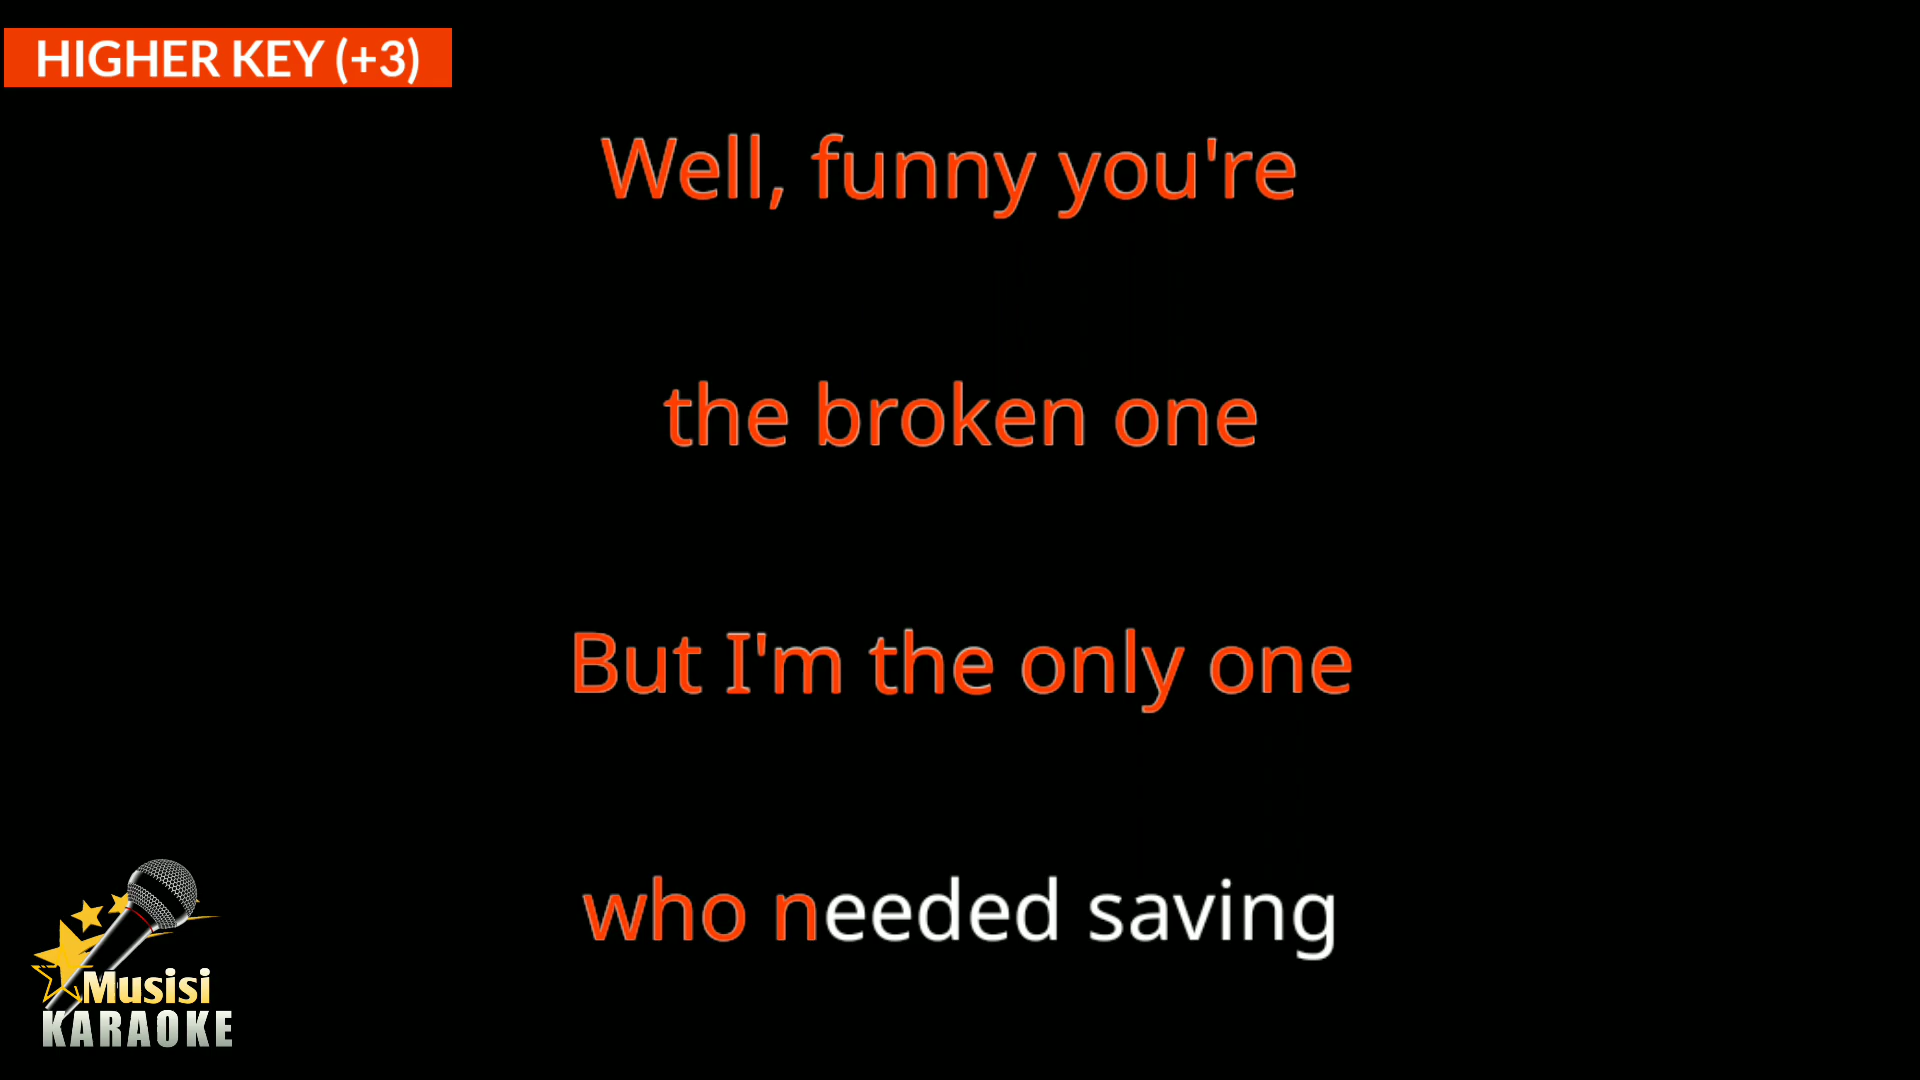 HIGHER KEY (+3)
Well, funny you're
the broken one
But I'm the only one
who needed saving
Musisi
KARAOKE